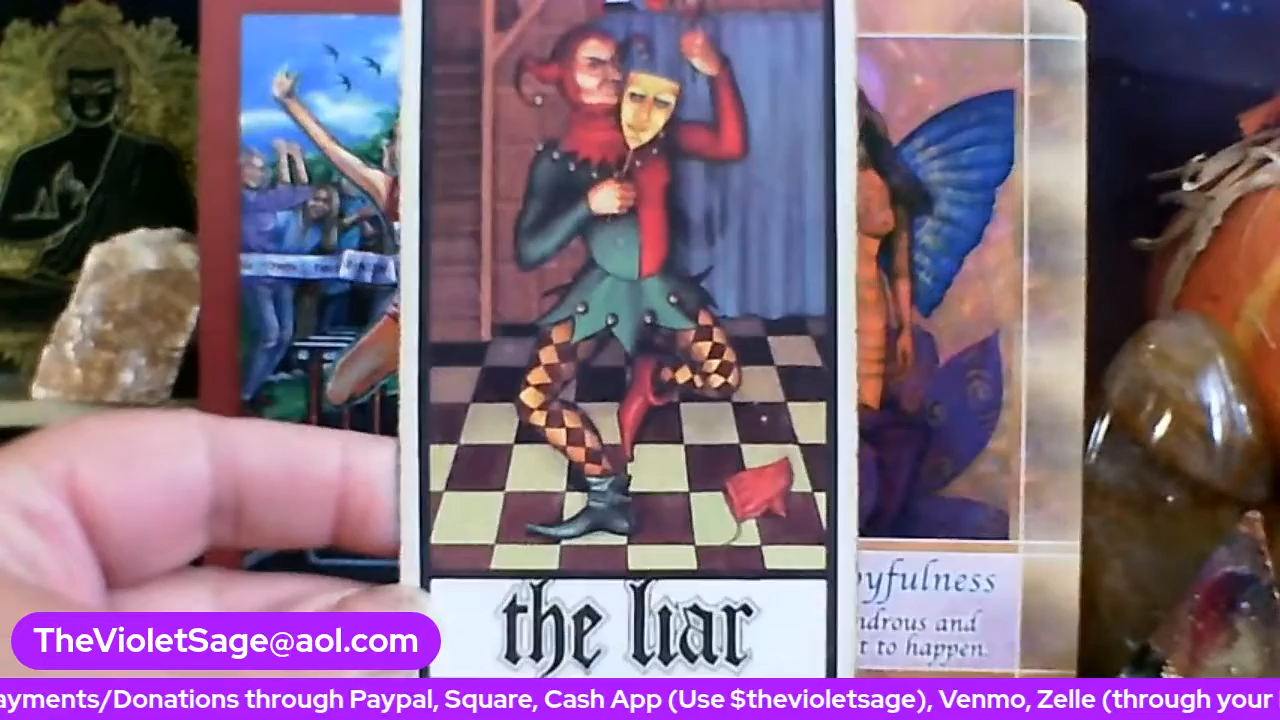 the liar
yfulness
ndrous and
t to happen.
TheVioletSage@aol.com
ayments/Donations through Paypal, Square, Cash App (Use $thevioletsage), Venmo, Zelle (through your